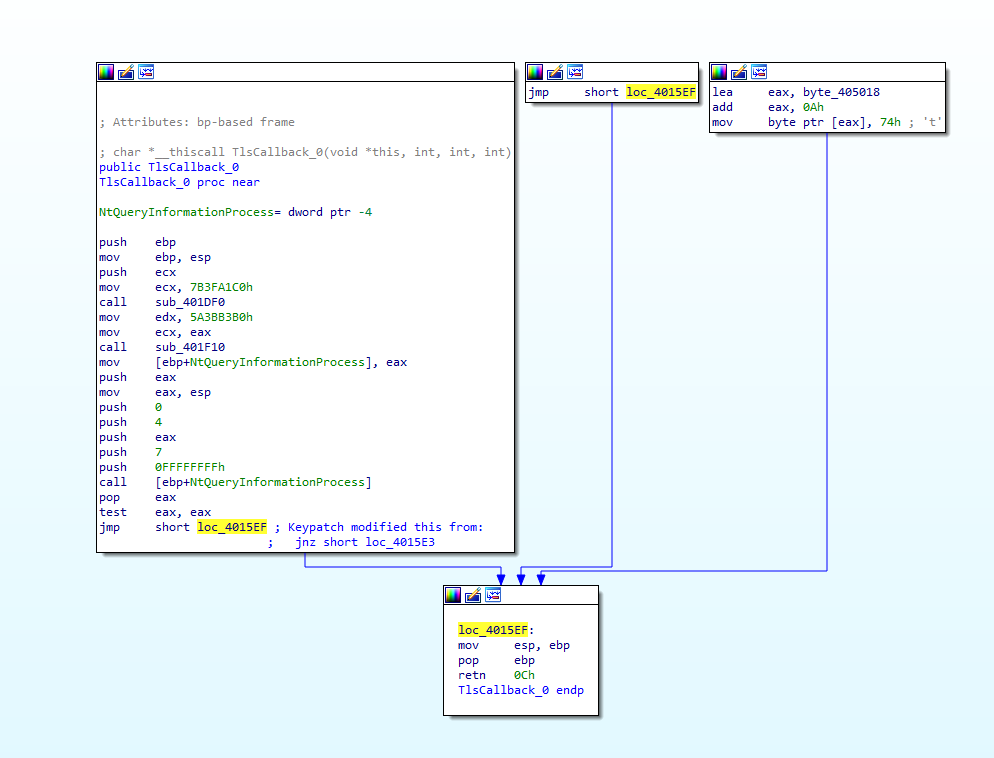 ; Attributes: bp-based frame
; char *__thiscall TlsCallback_0(void *this, int, int, int)
public TlsCallback_0
TlsCallback_0 proc near
NtQueryInformationProcess= dword ptr -4
push ebp
mov ebp, esp
push ecx
mov ecx, 7B3FA1C0h
call sub_401DF0
mov edx, 5A3BB3B0h
mov ecx, eax
call sub_401F10
mov [ebp+NtQueryInformationProcess], eax
push eax
mov eax, esp
push 0
push 4
push eax
push 7
push 0FFFFFFFFh
call [ebp+NtQueryInformationProcess]
pop eax
test eax, eax
jmp short loc_4015EF ; Keypatch modified this from:
; jnz short loc_4015E3
jmp short loc_4015EF
lea eax, byte_405018
add eax, 0Ah
mov byte ptr [eax], 74h ; 't'
loc_4015EF:
mov esp, ebp
pop ebp
retn 0Ch
TlsCallback_0 endp